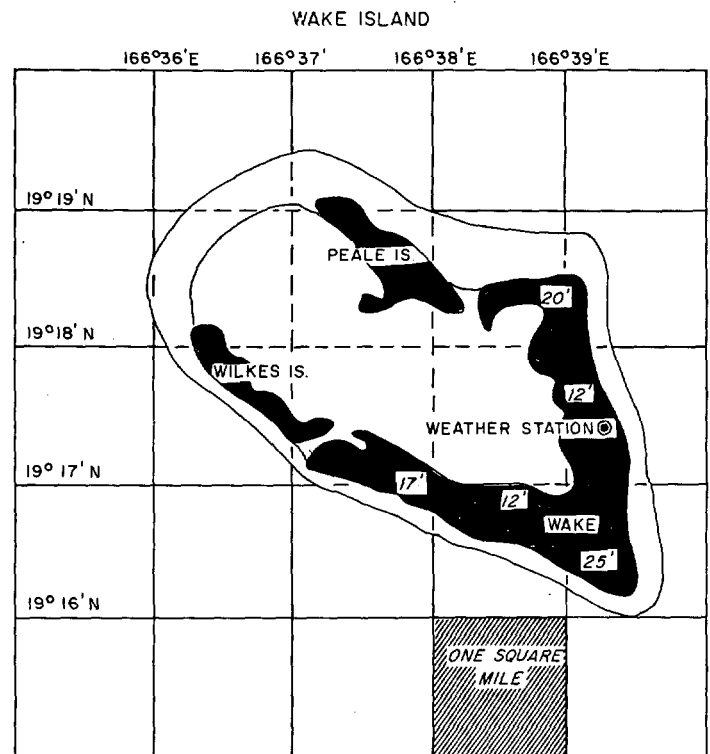 WAKE ISLAND
166°36'E 166°37' 166°38'E 166°39'E
19°19'N
PEALE IS.
20'
19°18'N
WILKES IS.
12'
WEATHER STATION
19°17'N
17'
12'
WAKE
25'
19°16'N
ONE SQUARE
MILE